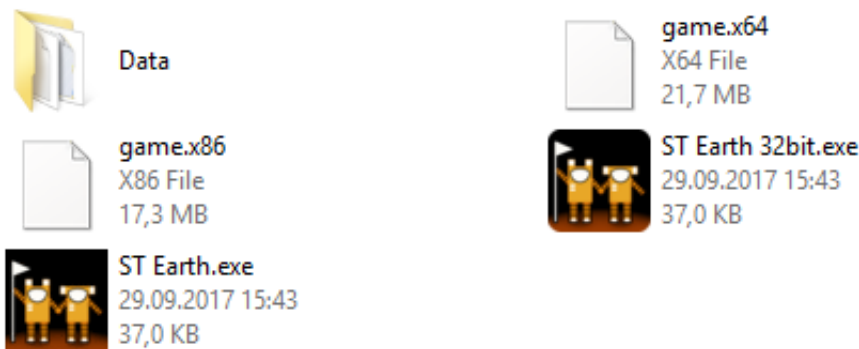 Data
game.x64
X64 File
21,7 MB
game.x86
X86 File
17,3 MB
ST Earth 32bit.exe
29.09.2017 15:43
37,0 KB
ST Earth.exe
29.09.2017 15:43
37,0 KB